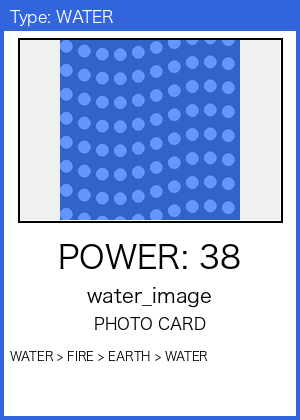 Type: WATER
POWER: 38
water_image
PHOTO CARD
WATER > FIRE > EARTH > WATER